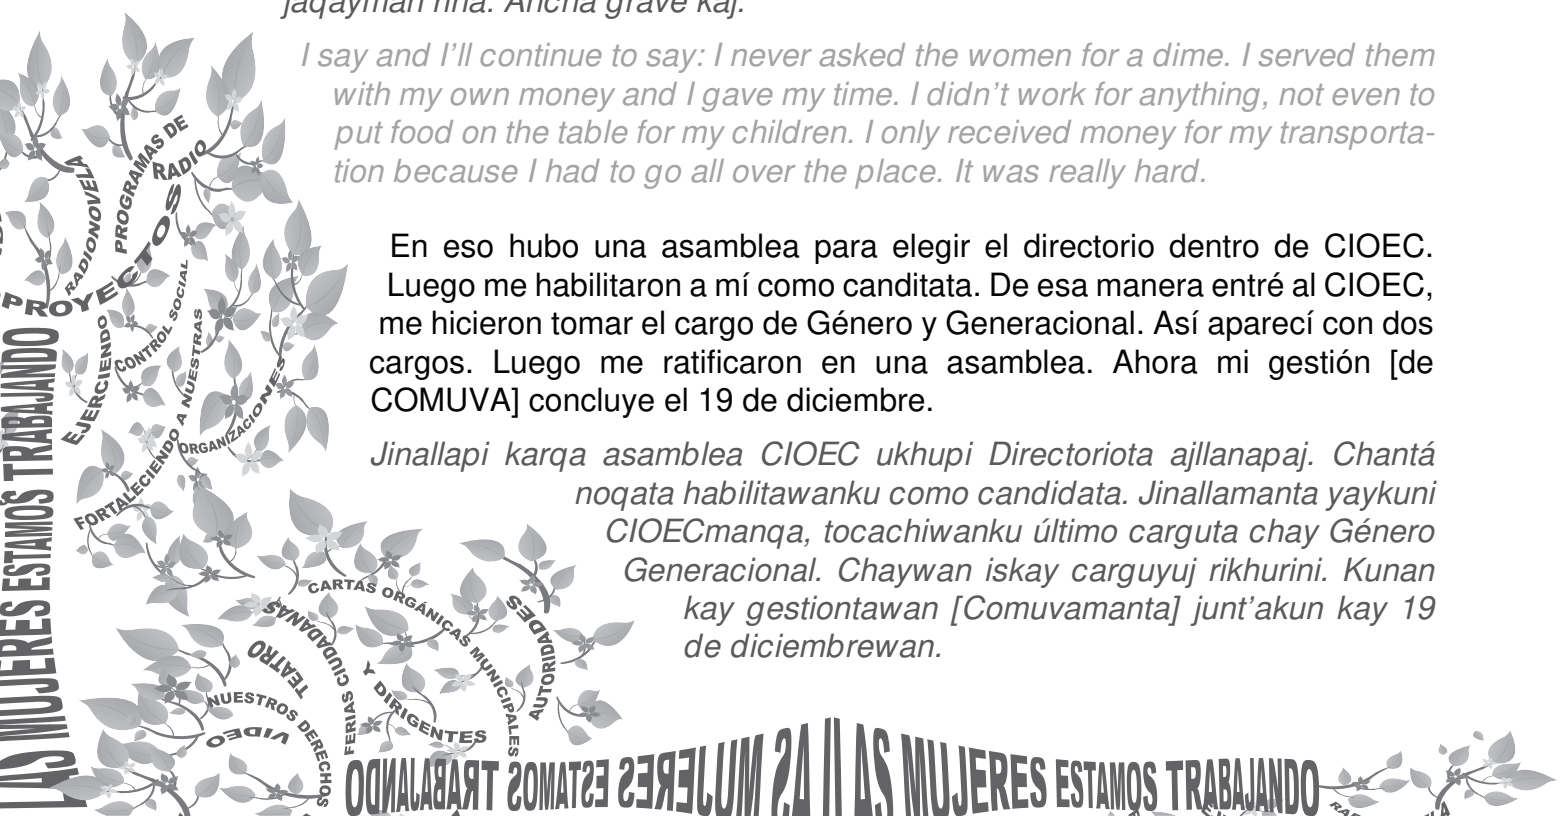 jaqayman rina. Ancha grave kaj.
I say and I’ll continue to say: I never asked the women for a dime. I served them
with my own money and I gave my time. I didn’t work for anything, not even to
put food on the table for my children. I only received money for my transporta-
tion because I had to go all over the place. It was really hard.
En eso hubo una asamblea para elegir el directorio dentro de CIOEC.
Luego me habilitaron a mí como canditata. De esa manera entré al CIOEC,
me hicieron tomar el cargo de Género y Generacional. Así aparecí con dos
cargos. Luego me ratificaron en una asamblea. Ahora mi gestión [de
COMUVA] concluye el 19 de diciembre.
Jinallapi karqa asamblea CIOEC ukhupi Directoriota ajllanapaj. Chantá
noqata habilitawanku como candidata. Jinallamanta yaykuni
CIOECmanqa, tocachiwanku último carguta chay Género
Generacional. Chaywan iskay carguyuj rikhurini. Kunan
kay gestiontawan [Comuvamanta] junt’akun kay 19
de diciembrewan.
PROGRAMAS DE
RADIO
RADIONOVELA
PROYECTOS
CONTROL SOCIAL
EJERCIENDO
FORTALECIENDO A NUESTRAS
ORGANIZACIONES
LAS MUJERES ESTAMOS TRABAJANDO
CARTAS ORGÁNICAS MUNICIPALES
AUTORIDADES
Y DIRIGENTES
FERIAS CIUDADANAS
TEATRO
NUESTROS DERECHOS
VIDEO
LAS MUJERES ESTAMOS TRABAJANDO
LAS MUJERES ESTAMOS TRABAJANDO